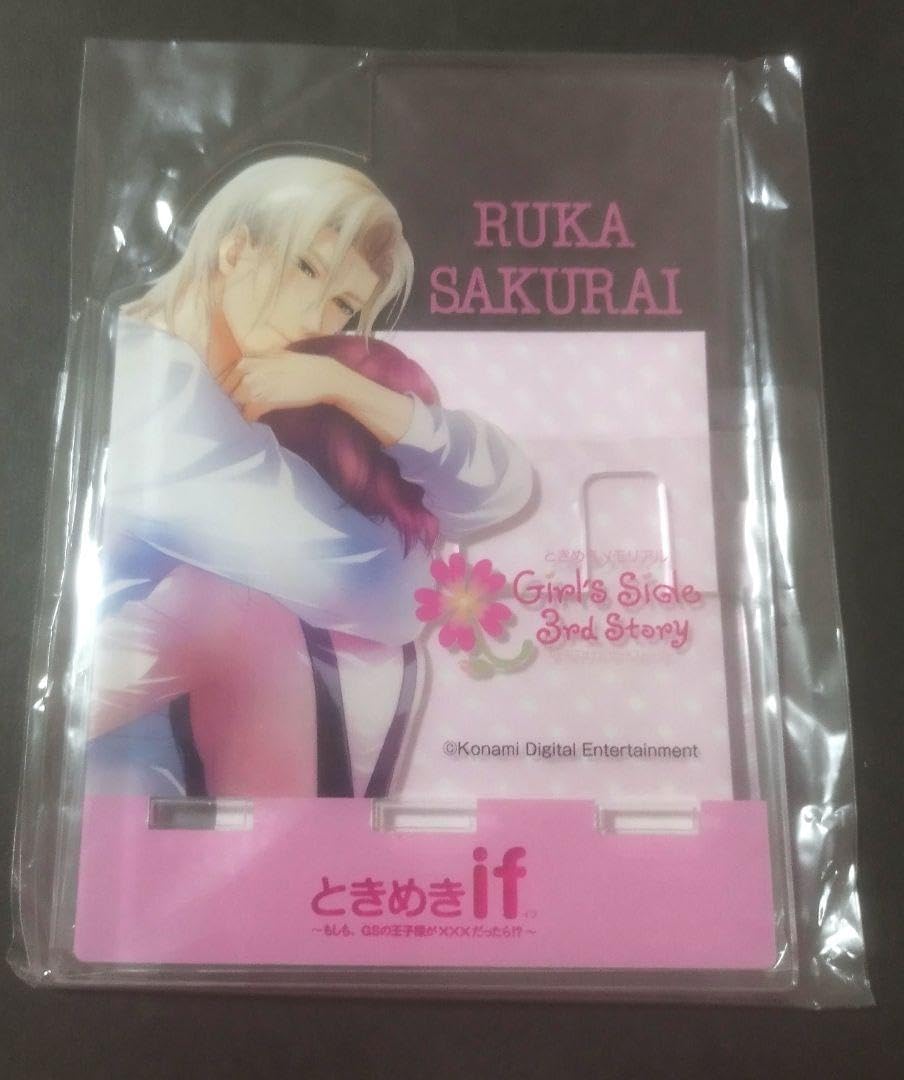 RUKA
SAKURAI
ときめきメモリアル
Girl's Side
3rd Story
©Konami Digital Entertainment
ときめきif
イフ
～もしも、GSの王子様が×××だったら!?～